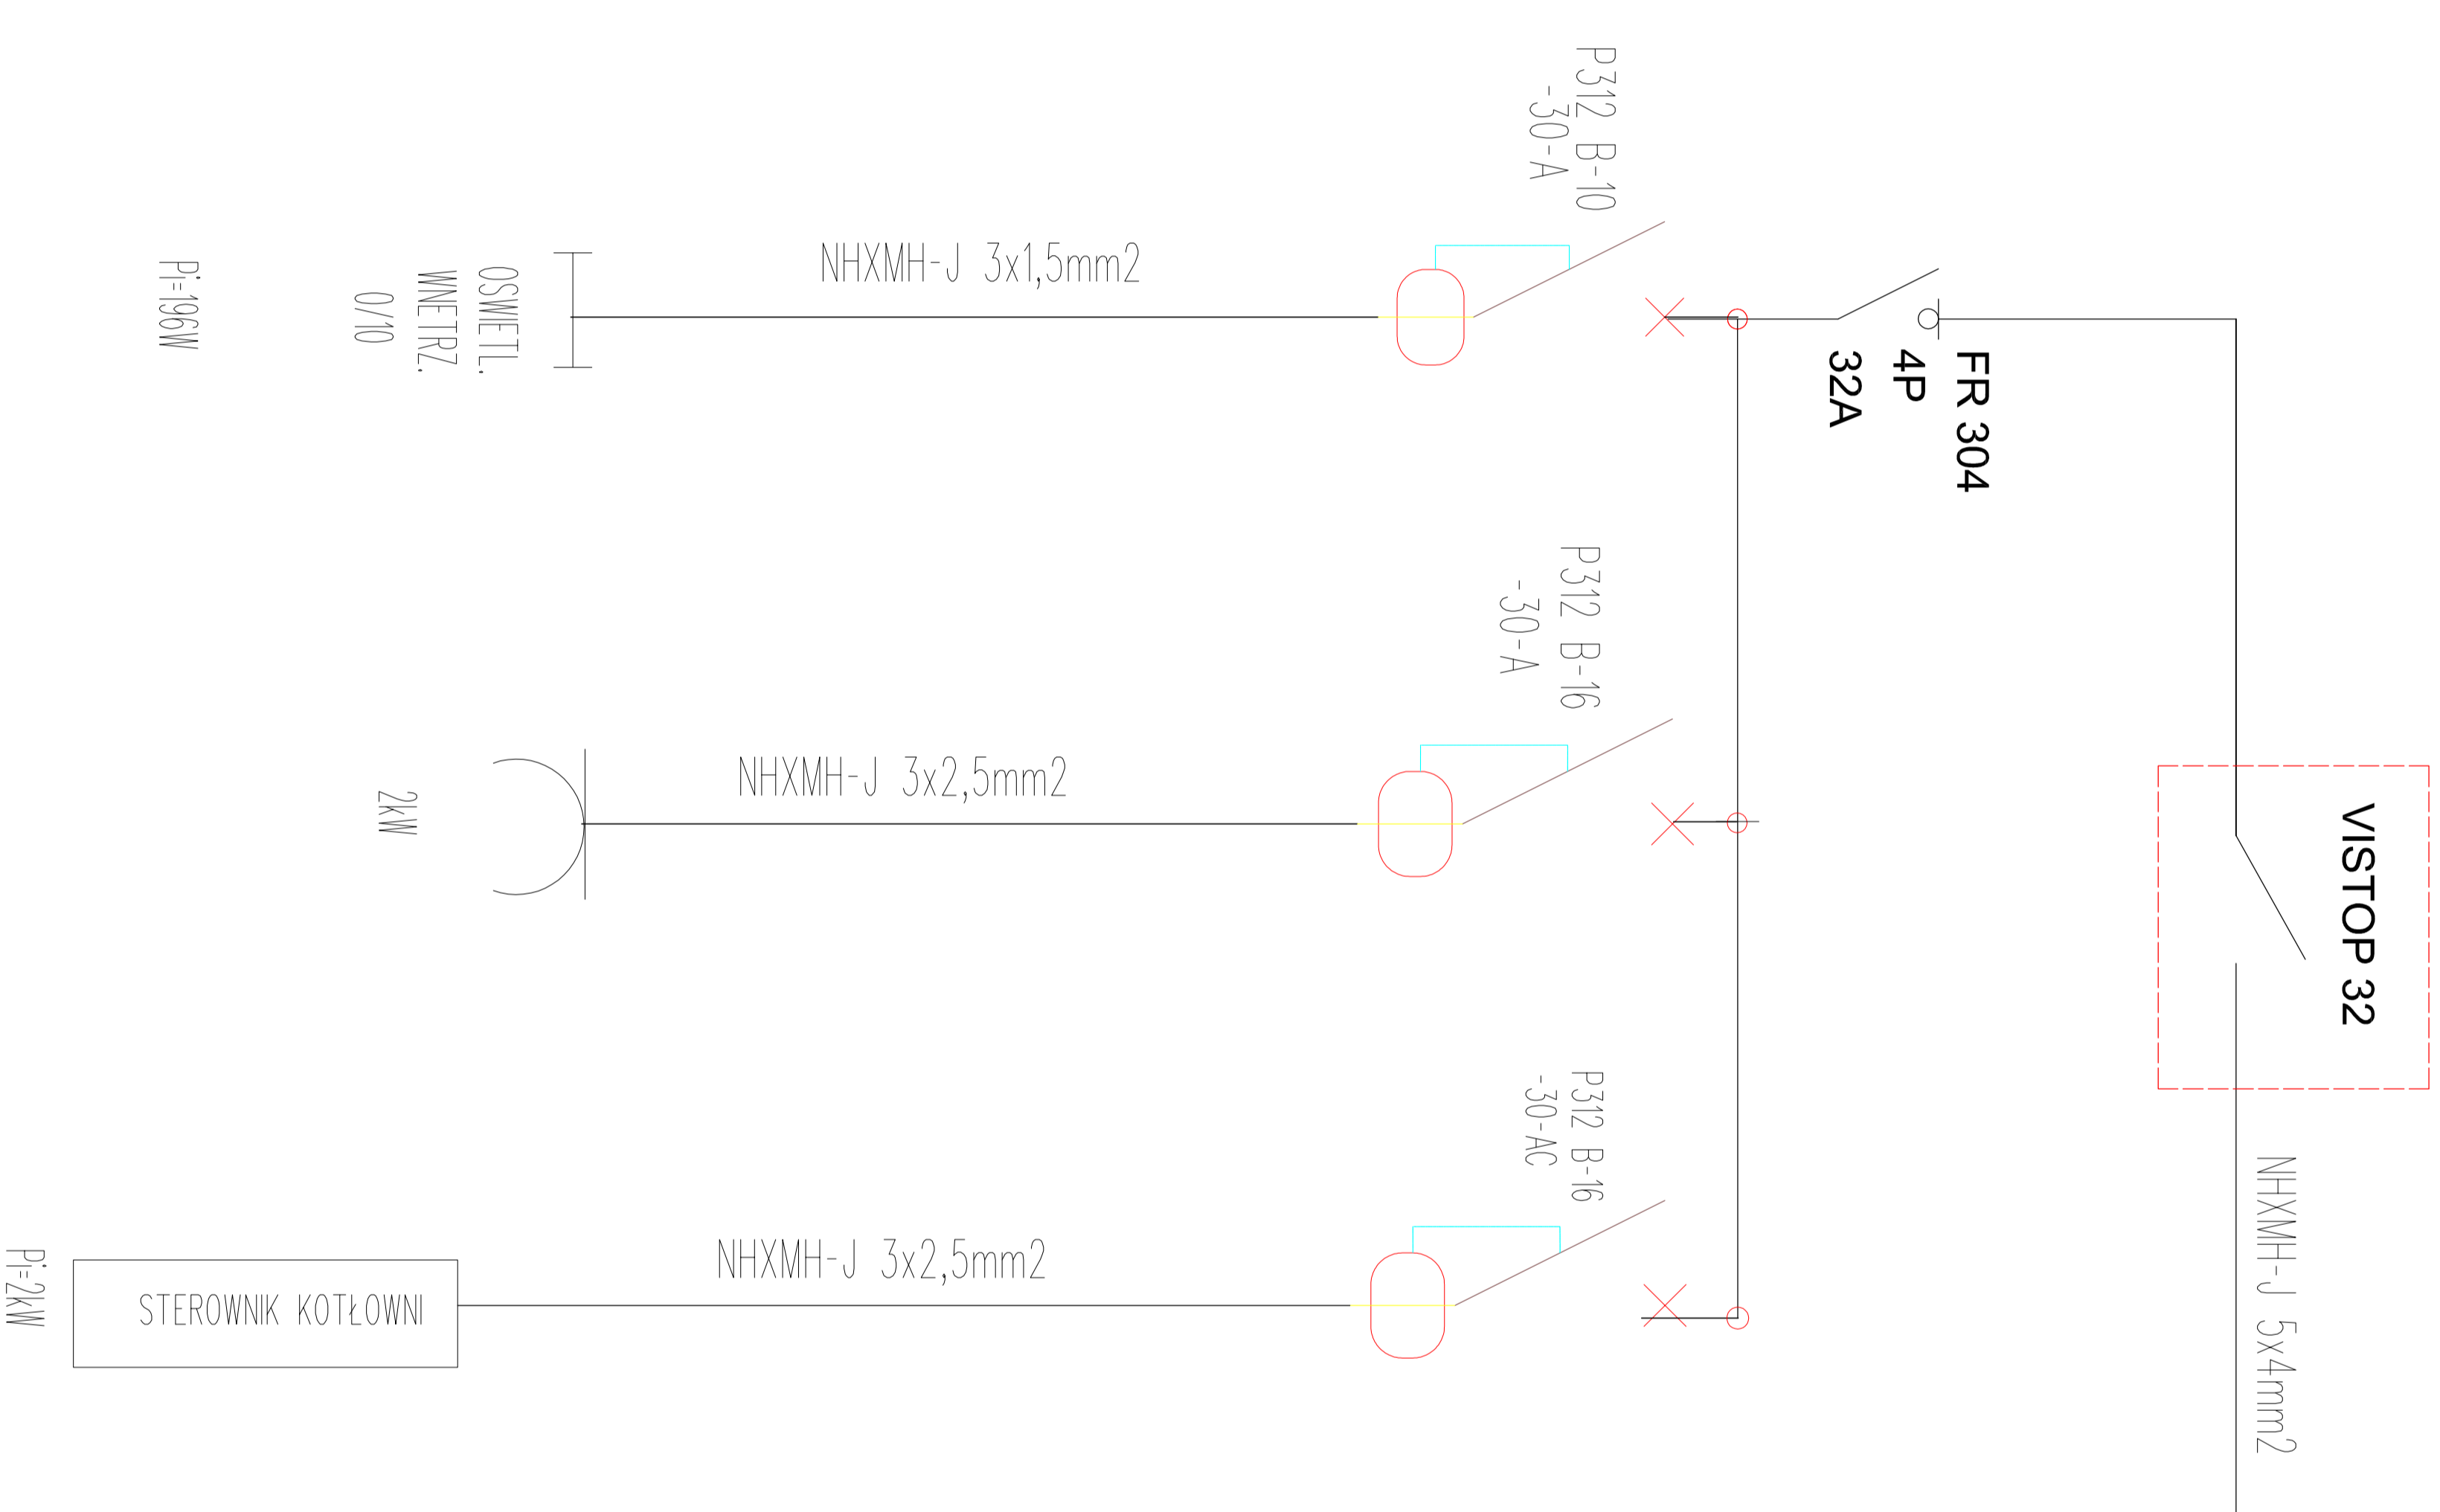 P312 B-10
-30-A
NHXMH-J 3x1,5mm2
OSWIETL.
WNETRZ.
0/10
Pi=196W
FR 304
4P
32A
P312 B-16
-30-A
NHXMH-J 3x2,5mm2
2kW
VISTOP 32
P312 B-16
-30-AC
NHXMH-J 3x2,5mm2
STEROWNIK KOTŁOWNI
Pi=2kW
NHXMH-J 5x4mm2